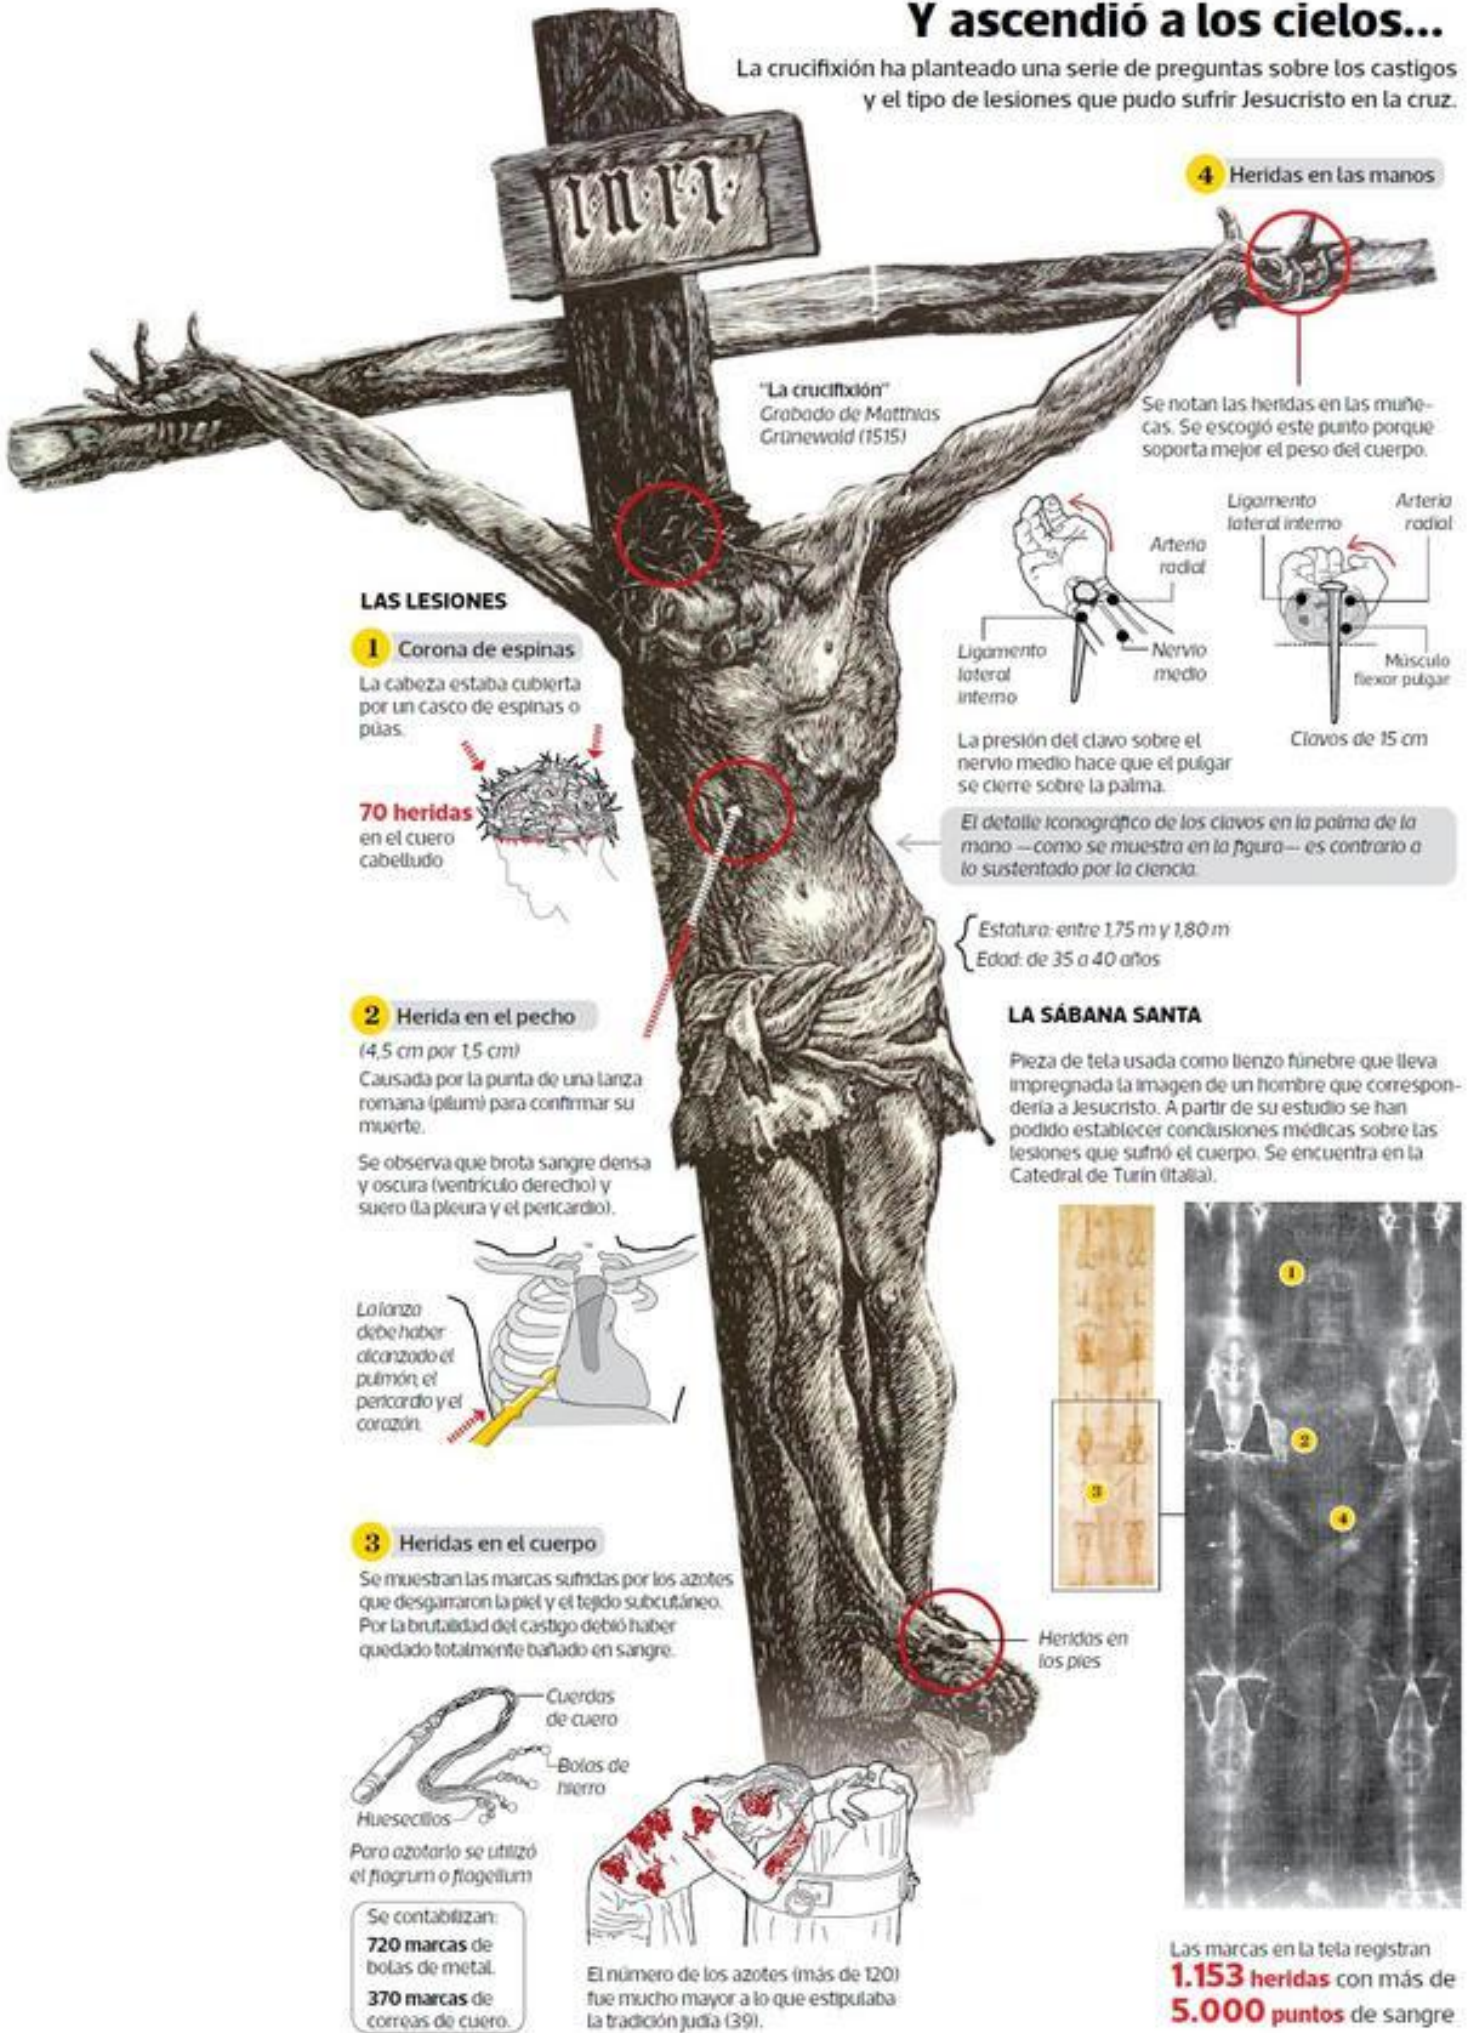 Y ascendió a los cielos...
La crucifixión ha planteado una serie de preguntas sobre los castigos
y el tipo de lesiones que pudo sufrir Jesucristo en la cruz.
I·N·R·I·
4 Heridas en las manos
"La crucifixión"
Grabado de Matthias
Grünewald (1515)
Se notan las heridas en las muñe-
cas. Se escogió este punto porque
soporta mejor el peso del cuerpo.
Arteria
radial
Ligamento
lateral
interno
Nervio
medio
Ligamento
lateral interno
Arteria
radial
Músculo
flexor pulgar
Clavos de 15 cm
La presión del clavo sobre el
nervio medio hace que el pulgar
se cierre sobre la palma.
El detalle iconográfico de los clavos en la palma de la
mano —como se muestra en la figura— es contrario a
lo sustentado por la ciencia.
Estatura: entre 1,75 m y 1,80 m
Edad: de 35 a 40 años
LAS LESIONES
1 Corona de espinas
La cabeza estaba cubierta
por un casco de espinas o
púas.
70 heridas
en el cuero
cabelludo
2 Herida en el pecho
(4,5 cm por 1,5 cm)
Causada por la punta de una lanza
romana (pilum) para confirmar su
muerte.
Se observa que brota sangre densa
y oscura (ventrículo derecho) y
suero (la pleura y el pericardio).
La lanza
debe haber
alcanzado el
pulmón, el
pericardio y el
corazón.
3 Heridas en el cuerpo
Se muestran las marcas sufridas por los azotes
que desgarraron la piel y el tejido subcutáneo.
Por la brutalidad del castigo debió haber
quedado totalmente bañado en sangre.
Cuerdas
de cuero
Bolas de
hierro
Huesecillos
Para azotarlo se utilizó
el flagrum o flagellum
Se contabilizan:
720 marcas de
bolas de metal.
370 marcas de
correas de cuero.
El número de los azotes (más de 120)
fue mucho mayor a lo que estipulaba
la tradición judía (39).
Heridas en
los pies
LA SÁBANA SANTA
Pieza de tela usada como lienzo fúnebre que lleva
impregnada la imagen de un hombre que correspon-
dería a Jesucristo. A partir de su estudio se han
podido establecer conclusiones médicas sobre las
lesiones que sufrió el cuerpo. Se encuentra en la
Catedral de Turín (Italia).
1
2
3
4
Las marcas en la tela registran
1.153 heridas con más de
5.000 puntos de sangre